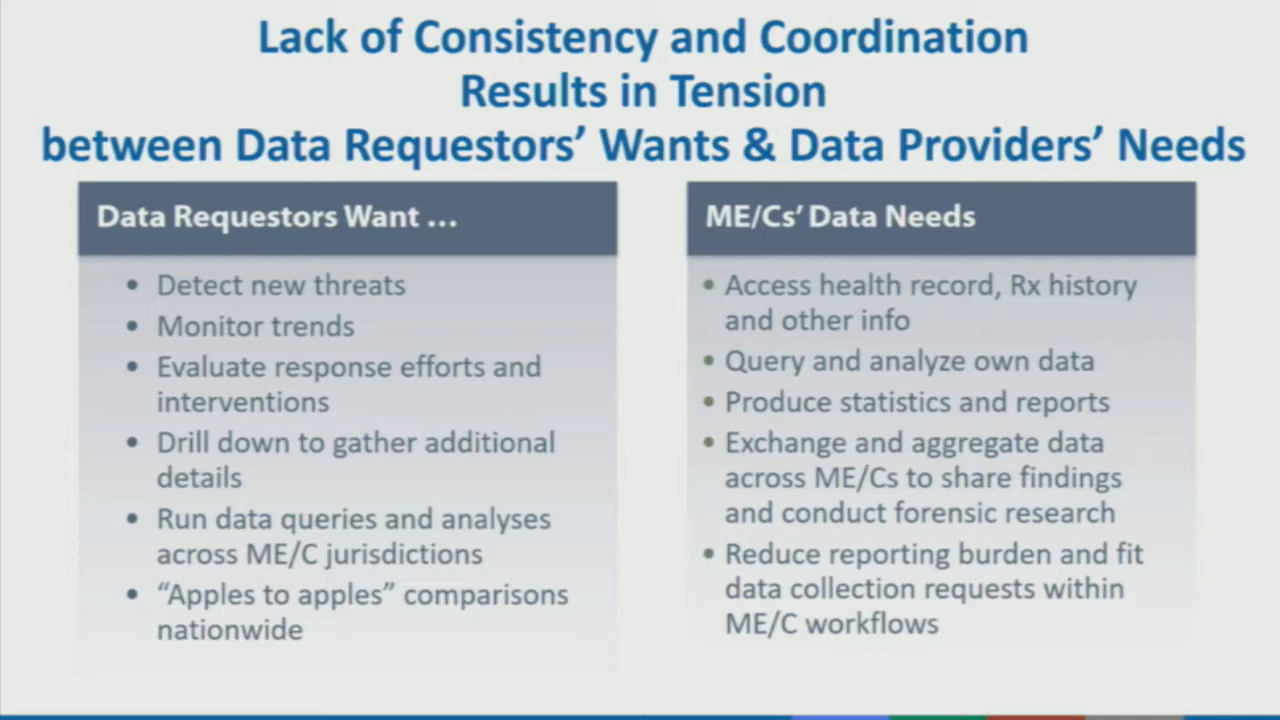 Lack of Consistency and Coordination
Results in Tension
between Data Requestors’ Wants & Data Providers’ Needs
Data Requestors Want …
• Detect new threats
• Monitor trends
• Evaluate response efforts and
interventions
• Drill down to gather additional
details
• Run data queries and analyses
across ME/C jurisdictions
• “Apples to apples” comparisons
nationwide
ME/Cs’ Data Needs
• Access health record, Rx history
and other info
• Query and analyze own data
• Produce statistics and reports
• Exchange and aggregate data
across ME/Cs to share findings
and conduct forensic research
• Reduce reporting burden and fit
data collection requests within
ME/C workflows